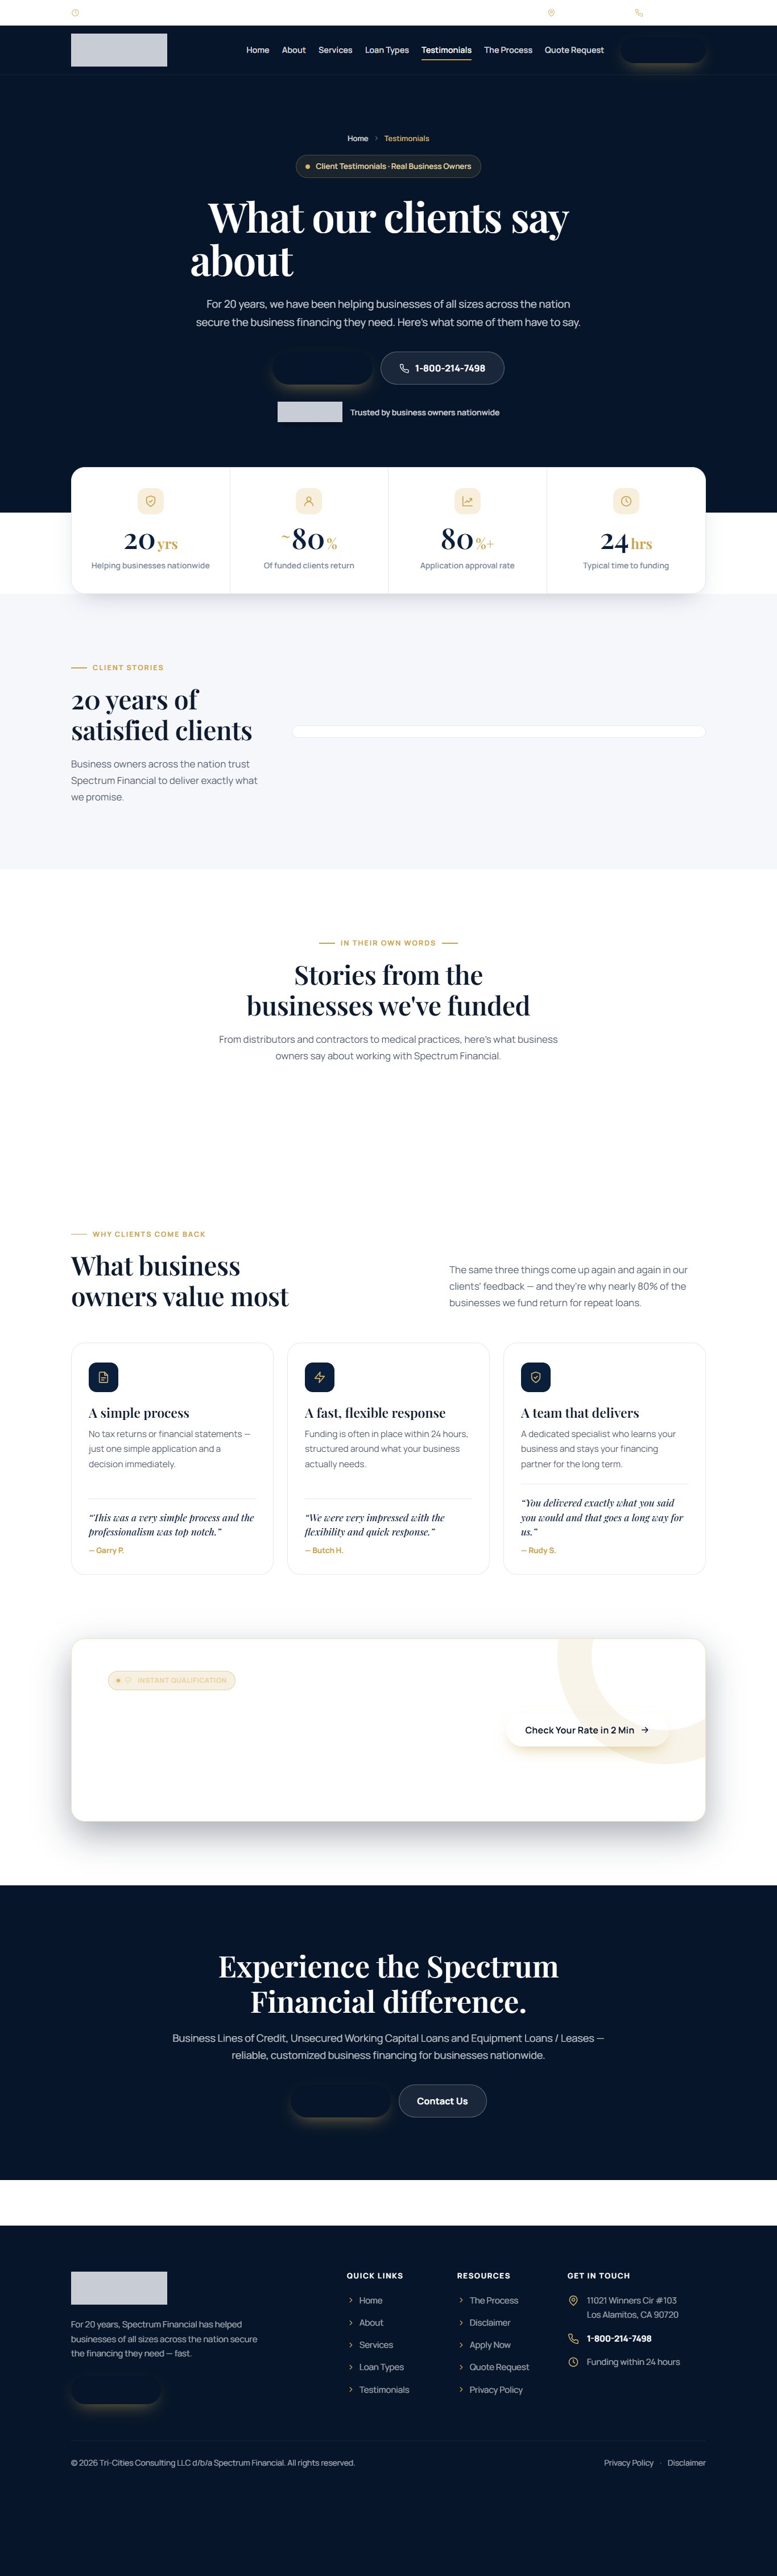 Home About Services Loan Types Testimonials The Process Quote Request
Home › Testimonials
Client Testimonials · Real Business Owners
What our clients say
about
For 20 years, we have been helping businesses of all sizes across the nation
secure the business financing they need. Here's what some of them have to say.
1-800-214-7498
Trusted by business owners nationwide
20 yrs
Helping businesses nationwide
~80%
Of funded clients return
80%+
Application approval rate
24 hrs
Typical time to funding
CLIENT STORIES
20 years of
satisfied clients
Business owners across the nation trust
Spectrum Financial to deliver exactly what
we promise.
IN THEIR OWN WORDS
Stories from the
businesses we've funded
From distributors and contractors to medical practices, here's what business
owners say about working with Spectrum Financial.
WHY CLIENTS COME BACK
What business
owners value most
The same three things come up again and again in our
clients' feedback — and they're why nearly 80% of the
businesses we fund return for repeat loans.
A simple process
No tax returns or financial statements —
just one simple application and a
decision immediately.
“This was a very simple process and the
professionalism was top notch.”
— Garry P.
A fast, flexible response
Funding is often in place within 24 hours,
structured around what your business
actually needs.
“We were very impressed with the
flexibility and quick response.”
— Butch H.
A team that delivers
A dedicated specialist who learns your
business and stays your financing
partner for the long term.
“You delivered exactly what you said
you would and that goes a long way for
us.”
— Rudy S.
INSTANT QUALIFICATION
Check Your Rate in 2 Min →
Experience the Spectrum
Financial difference.
Business Lines of Credit, Unsecured Working Capital Loans and Equipment Loans / Leases —
reliable, customized business financing for businesses nationwide.
Contact Us
For 20 years, Spectrum Financial has helped
businesses of all sizes across the nation secure
the financing they need — fast.
QUICK LINKS
Home
About
Services
Loan Types
Testimonials
RESOURCES
The Process
Disclaimer
Apply Now
Quote Request
Privacy Policy
GET IN TOUCH
11021 Winners Cir #103
Los Alamitos, CA 90720
1-800-214-7498
Funding within 24 hours
© 2026 Tri-Cities Consulting LLC d/b/a Spectrum Financial. All rights reserved.
Privacy Policy · Disclaimer